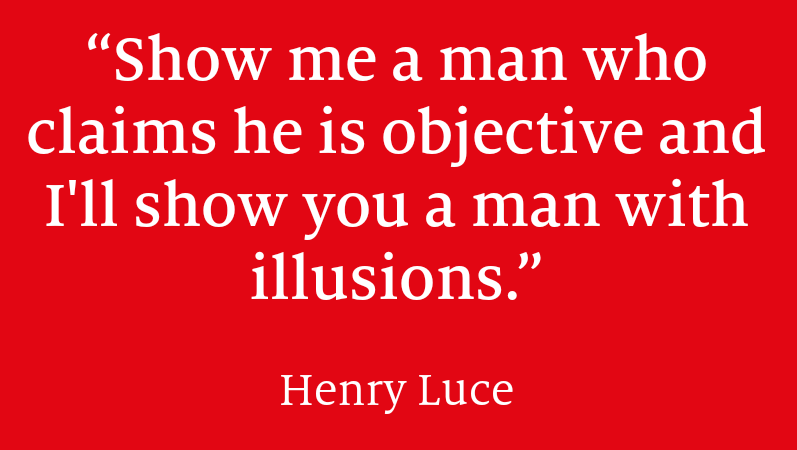 “Show me a man who
claims he is objective and
I'll show you a man with
illusions.”
Henry Luce